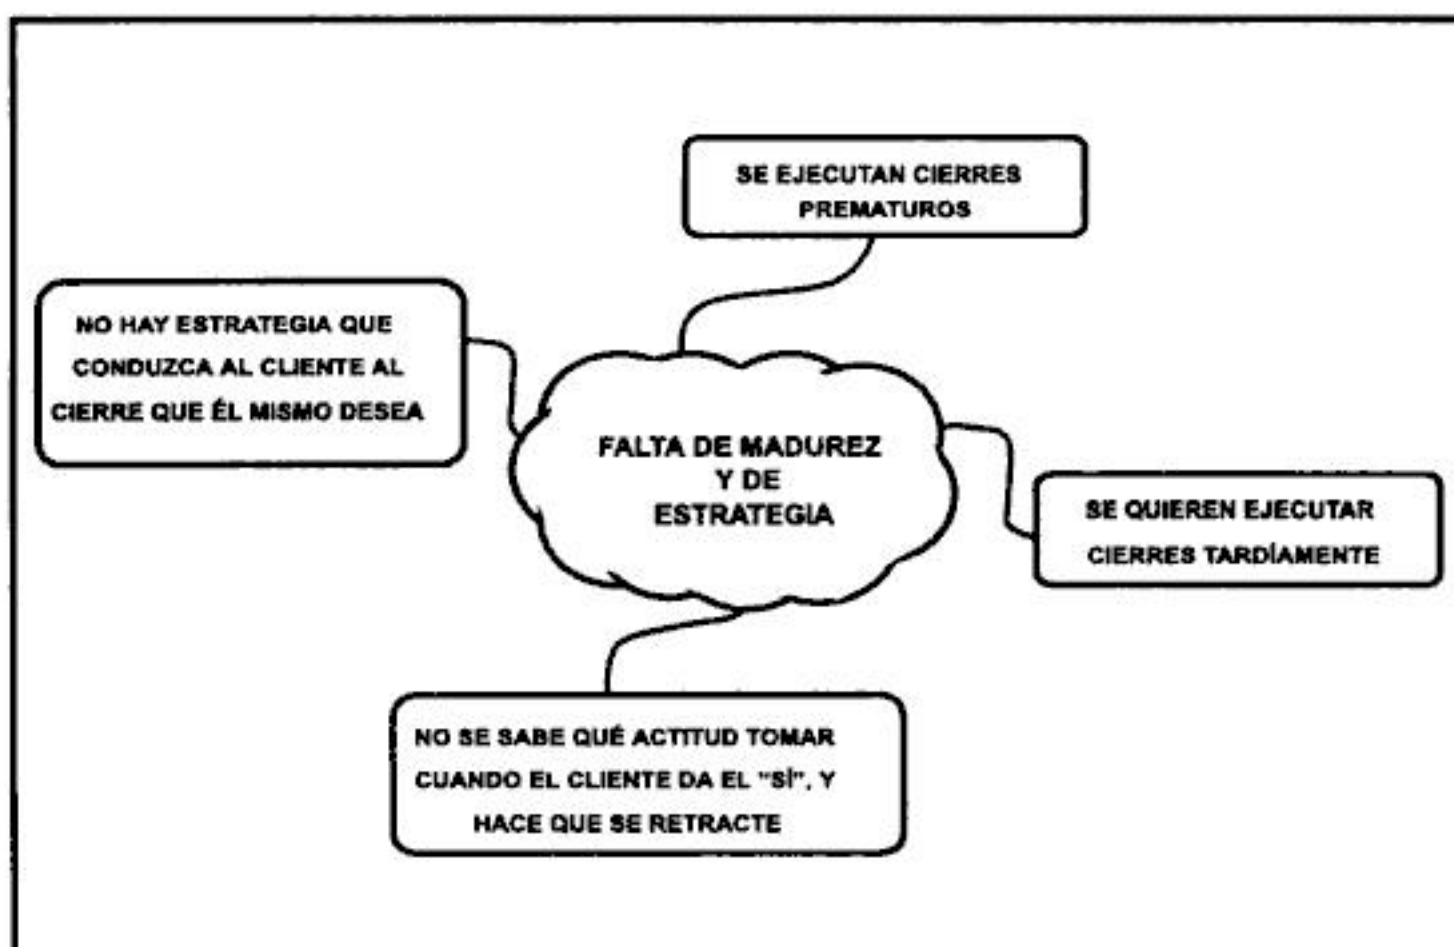 SE EJECUTAN CIERRES
PREMATUROS
NO HAY ESTRATEGIA QUE
CONDUZCA AL CLIENTE AL
CIERRE QUE ÉL MISMO DESEA
FALTA DE MADUREZ
Y DE
ESTRATEGIA
SE QUIEREN EJECUTAR
CIERRES TARDÍAMENTE
NO SE SABE QUÉ ACTITUD TOMAR
CUANDO EL CLIENTE DA EL "SÍ", Y
HACE QUE SE RETRACTE